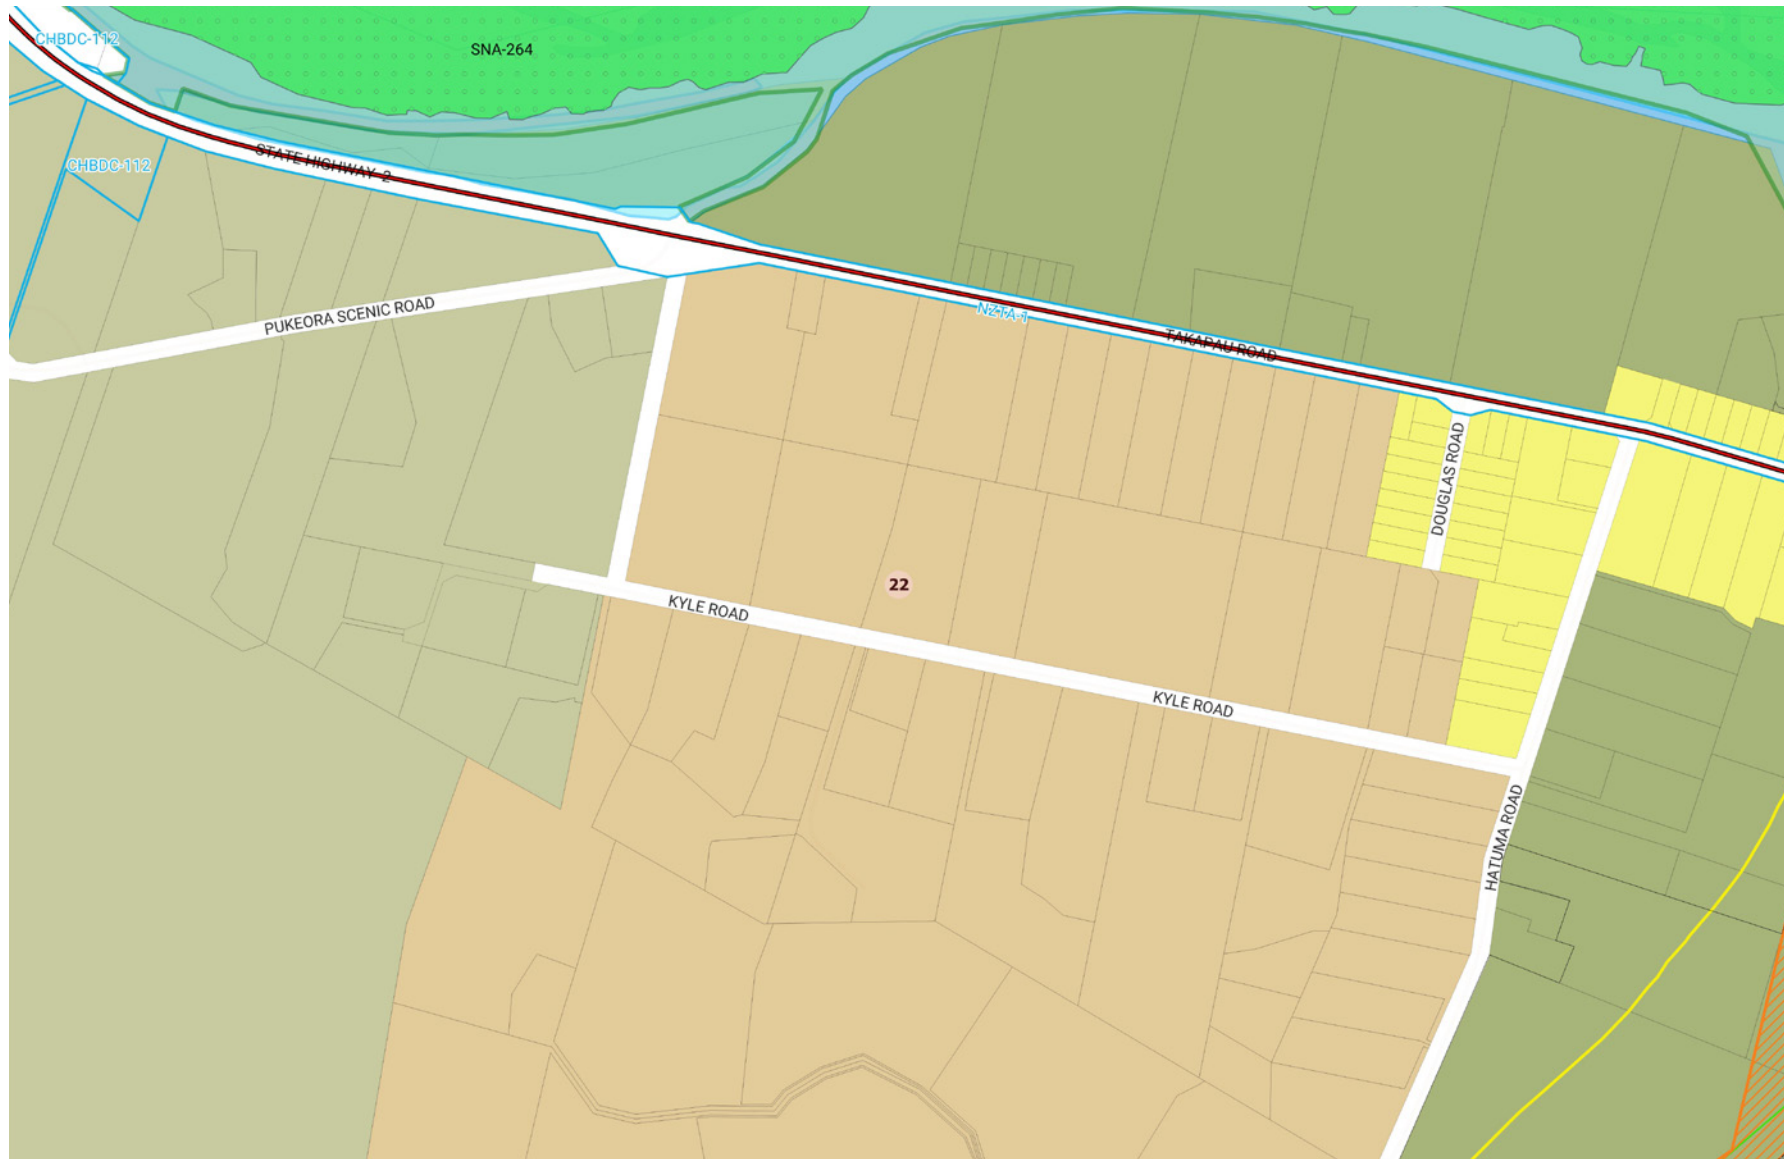 CHBDC-112
SNA-264
STATE HIGHWAY 2
CHBDC-112
PUKEORA SCENIC ROAD
NZTA-1
TAKAPAU ROAD
DOUGLAS ROAD
22
KYLE ROAD
KYLE ROAD
HATUMA ROAD